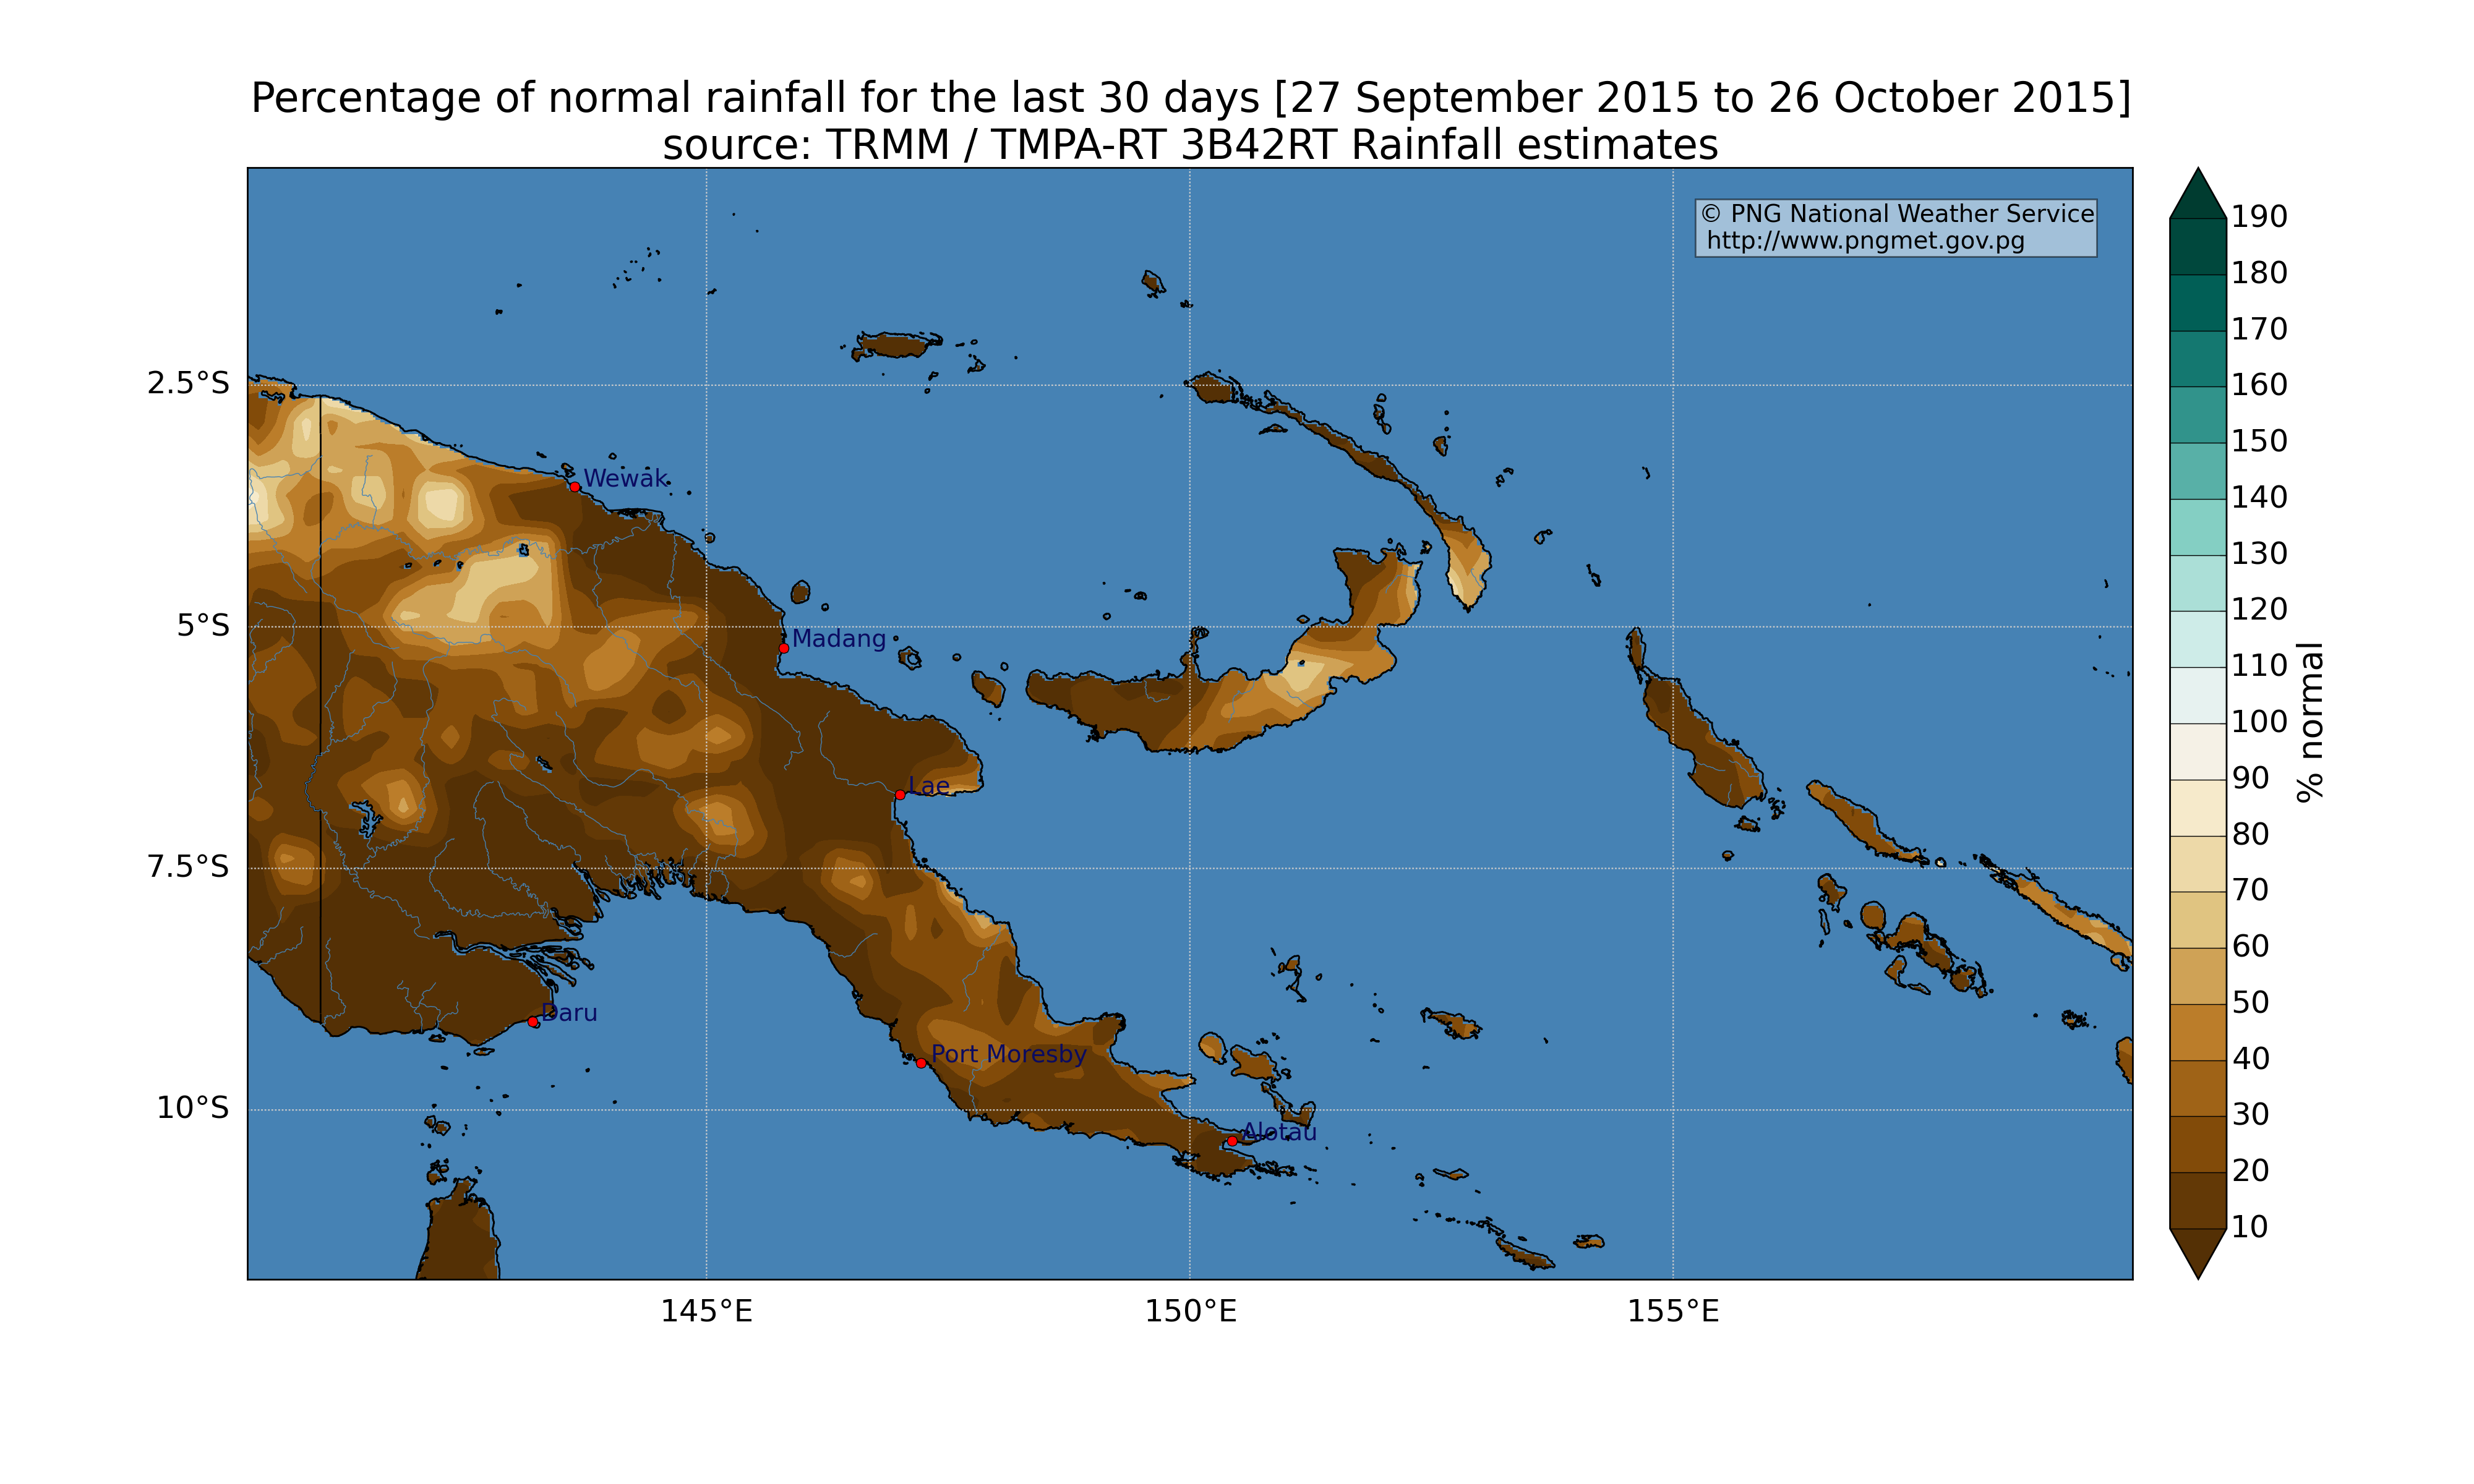 Percentage of normal rainfall for the last 30 days [27 September 2015 to 26 October 2015]
source: TRMM / TMPA-RT 3B42RT Rainfall estimates
© PNG National Weather Service
http://www.pngmet.gov.pg
2.5°S
5°S
7.5°S
10°S
145°E
150°E
155°E
Wewak
Madang
Lae
Daru
Port Moresby
Alotau
190
180
170
160
150
140
130
120
110
100
90
80
70
60
50
40
30
20
10
% normal